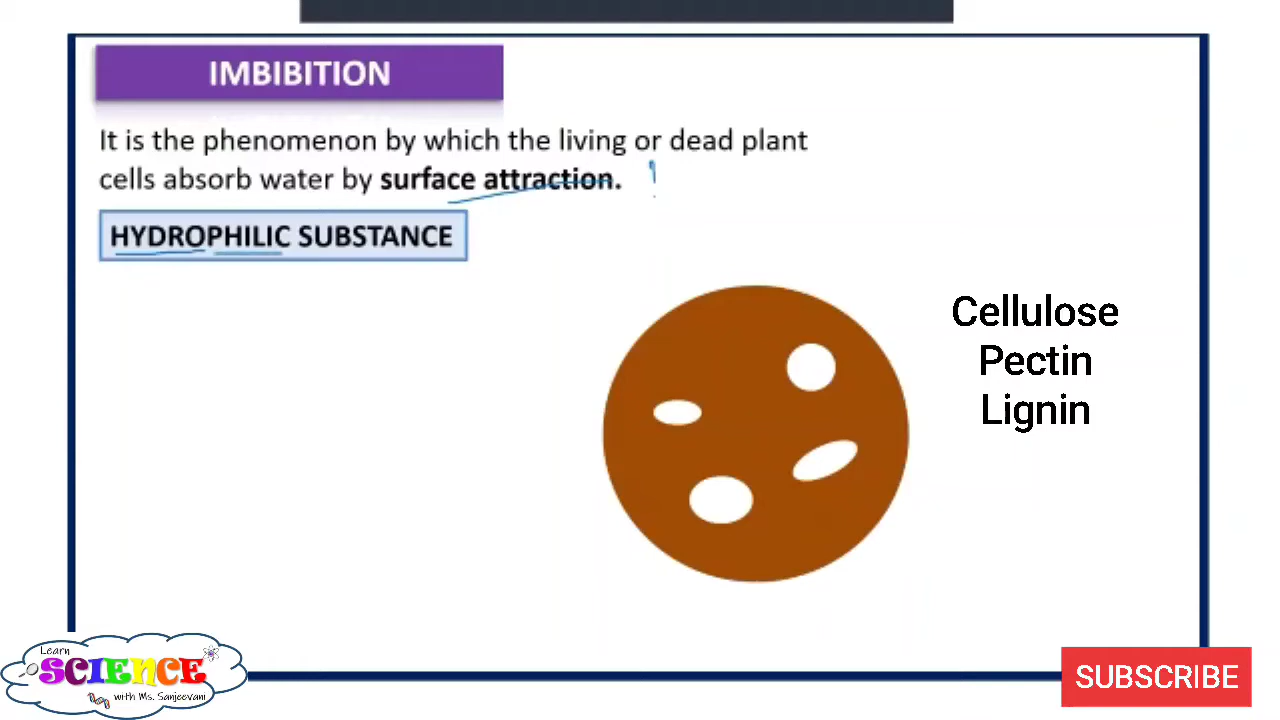 IMBIBITION
It is the phenomenon by which the living or dead plant
cells absorb water by surface attraction.
HYDROPHILIC SUBSTANCE
Cellulose
Pectin
Lignin
Learn
SCIENCE
with Ms. Sanjeevani
SUBSCRIBE